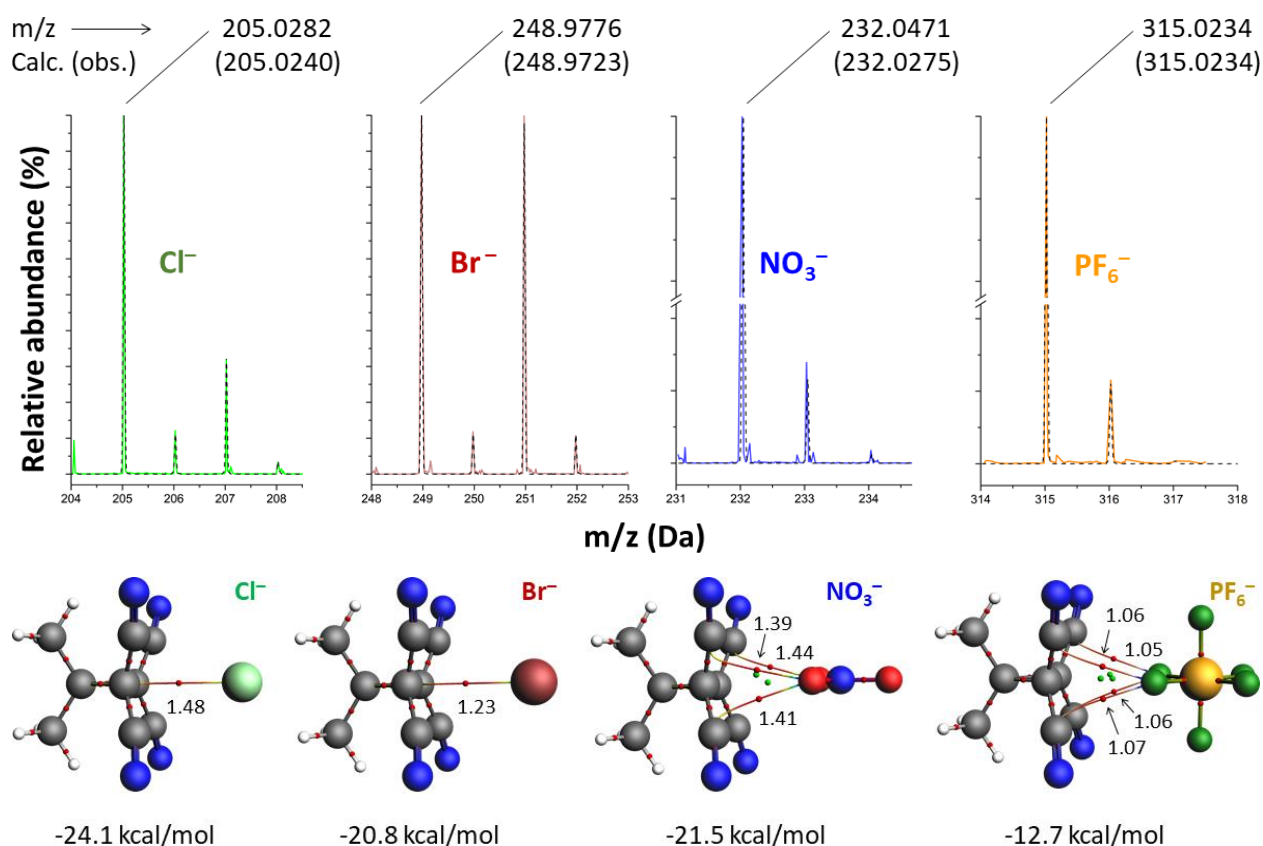 m/z → 205.0282 248.9776 232.0471 315.0234
Calc. (obs.) (205.0240) (248.9723) (232.0275) (315.0234)
Relative abundance (%)
Cl⁻ Br⁻ NO₃⁻ PF₆⁻
204 205 206 207 208 248 249 250 251 252 253 231 232 233 234 314 315 316 317 318
m/z (Da)
Cl⁻ Br⁻ NO₃⁻ PF₆⁻
1.48 1.23 1.39 1.44 1.41 1.06 1.05 1.06 1.07
-24.1 kcal/mol -20.8 kcal/mol -21.5 kcal/mol -12.7 kcal/mol